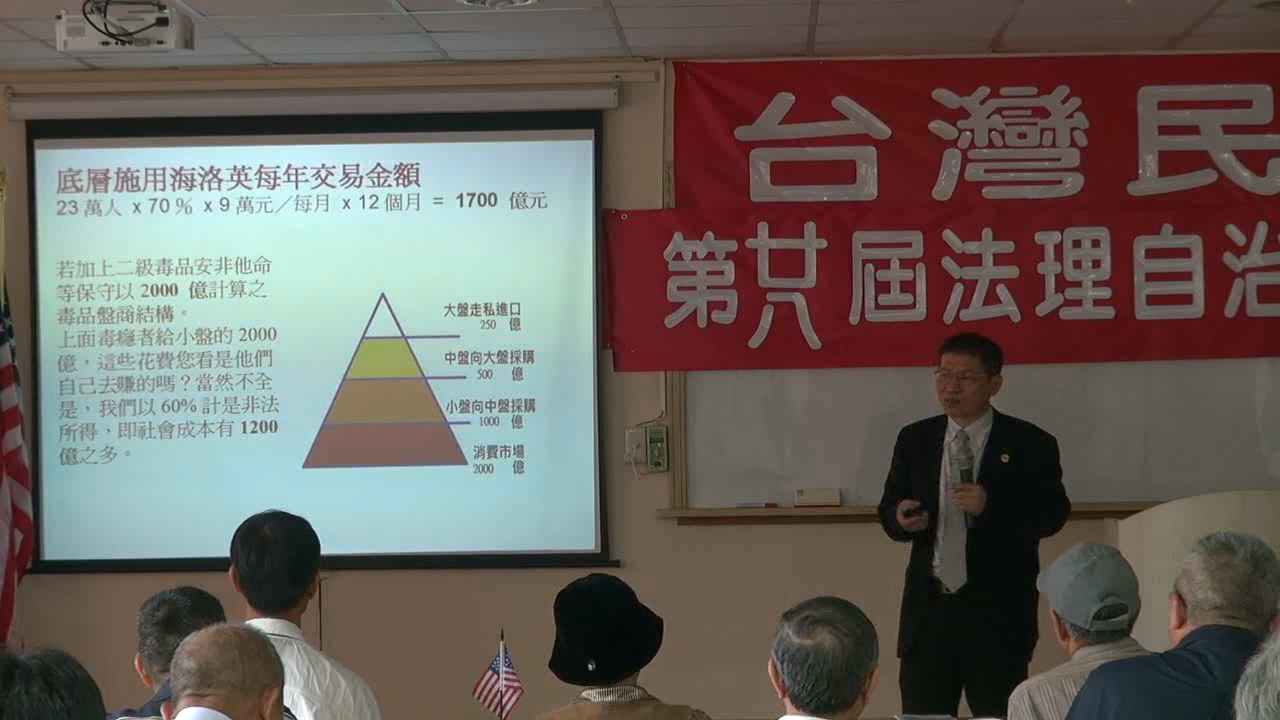 底層施用海洛英每年交易金額
23 萬人 x 70％ x 9 萬元／每月 x 12 個月 = 1700 億元
若加上二級毒品安非他命
等保守以 2000 億計算之
毒品盤商結構。
上面毒癮者給小盤的 2000
億，這些花費您看是他們
自己去賺的嗎？當然不全
是，我們以 60% 計是非法
所得，即社會成本有 1200
億之多。
大盤走私進口
250 億
中盤向大盤採購
500 億
小盤向中盤採購
1000 億
消費市場
2000 億
台灣民
第廿八屆法理自治